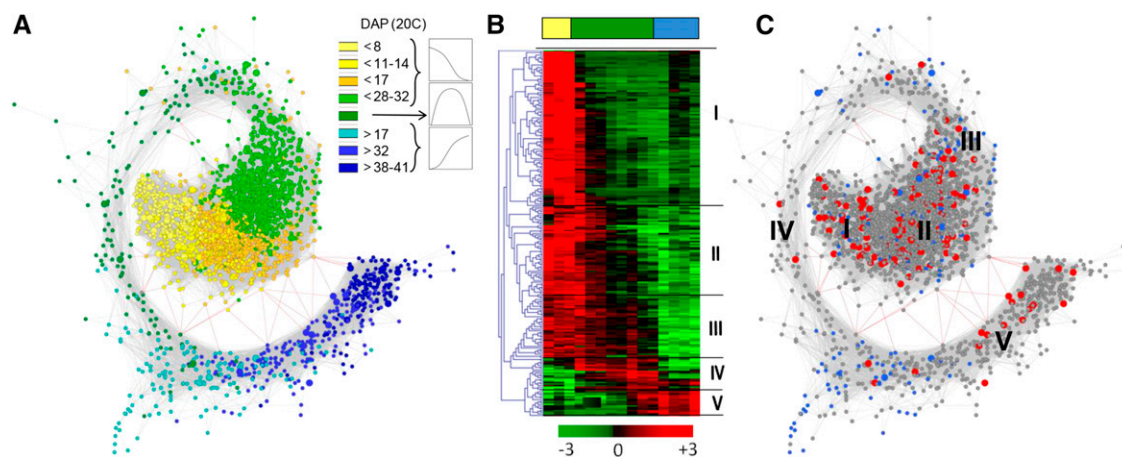 A
DAP (20C)
<8
<11-14
<17
<28-32
>17
>32
>38-41
B
I
II
III
IV
V
-3 0 +3
C
III
IV I II
V